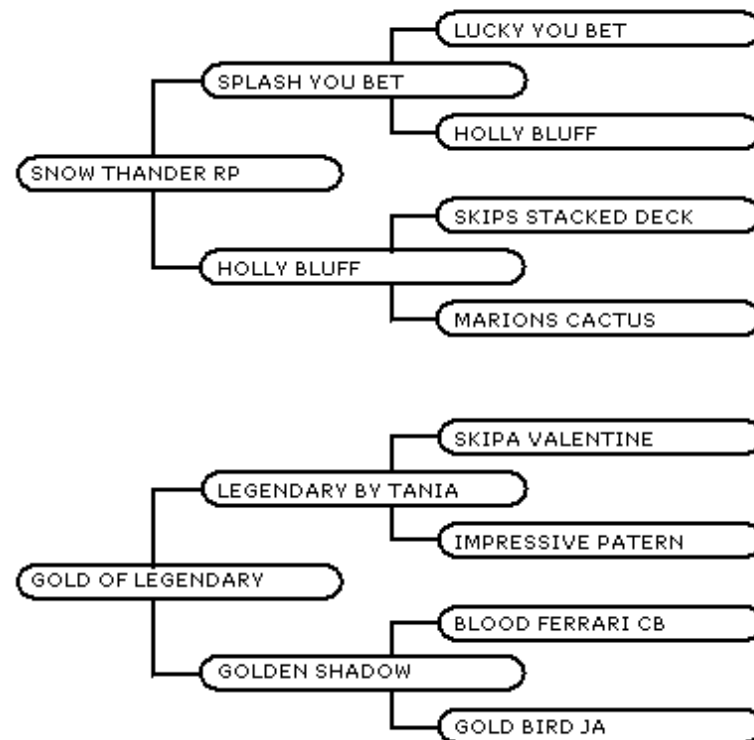 LUCKY YOU BET
SPLASH YOU BET
HOLLY BLUFF
SNOW THANDER RP
SKIPS STACKED DECK
HOLLY BLUFF
MARIONS CACTUS
SKIPA VALENTINE
LEGENDARY BY TANIA
IMPRESSIVE PATERN
GOLD OF LEGENDARY
BLOOD FERRARI CB
GOLDEN SHADOW
GOLD BIRD JA